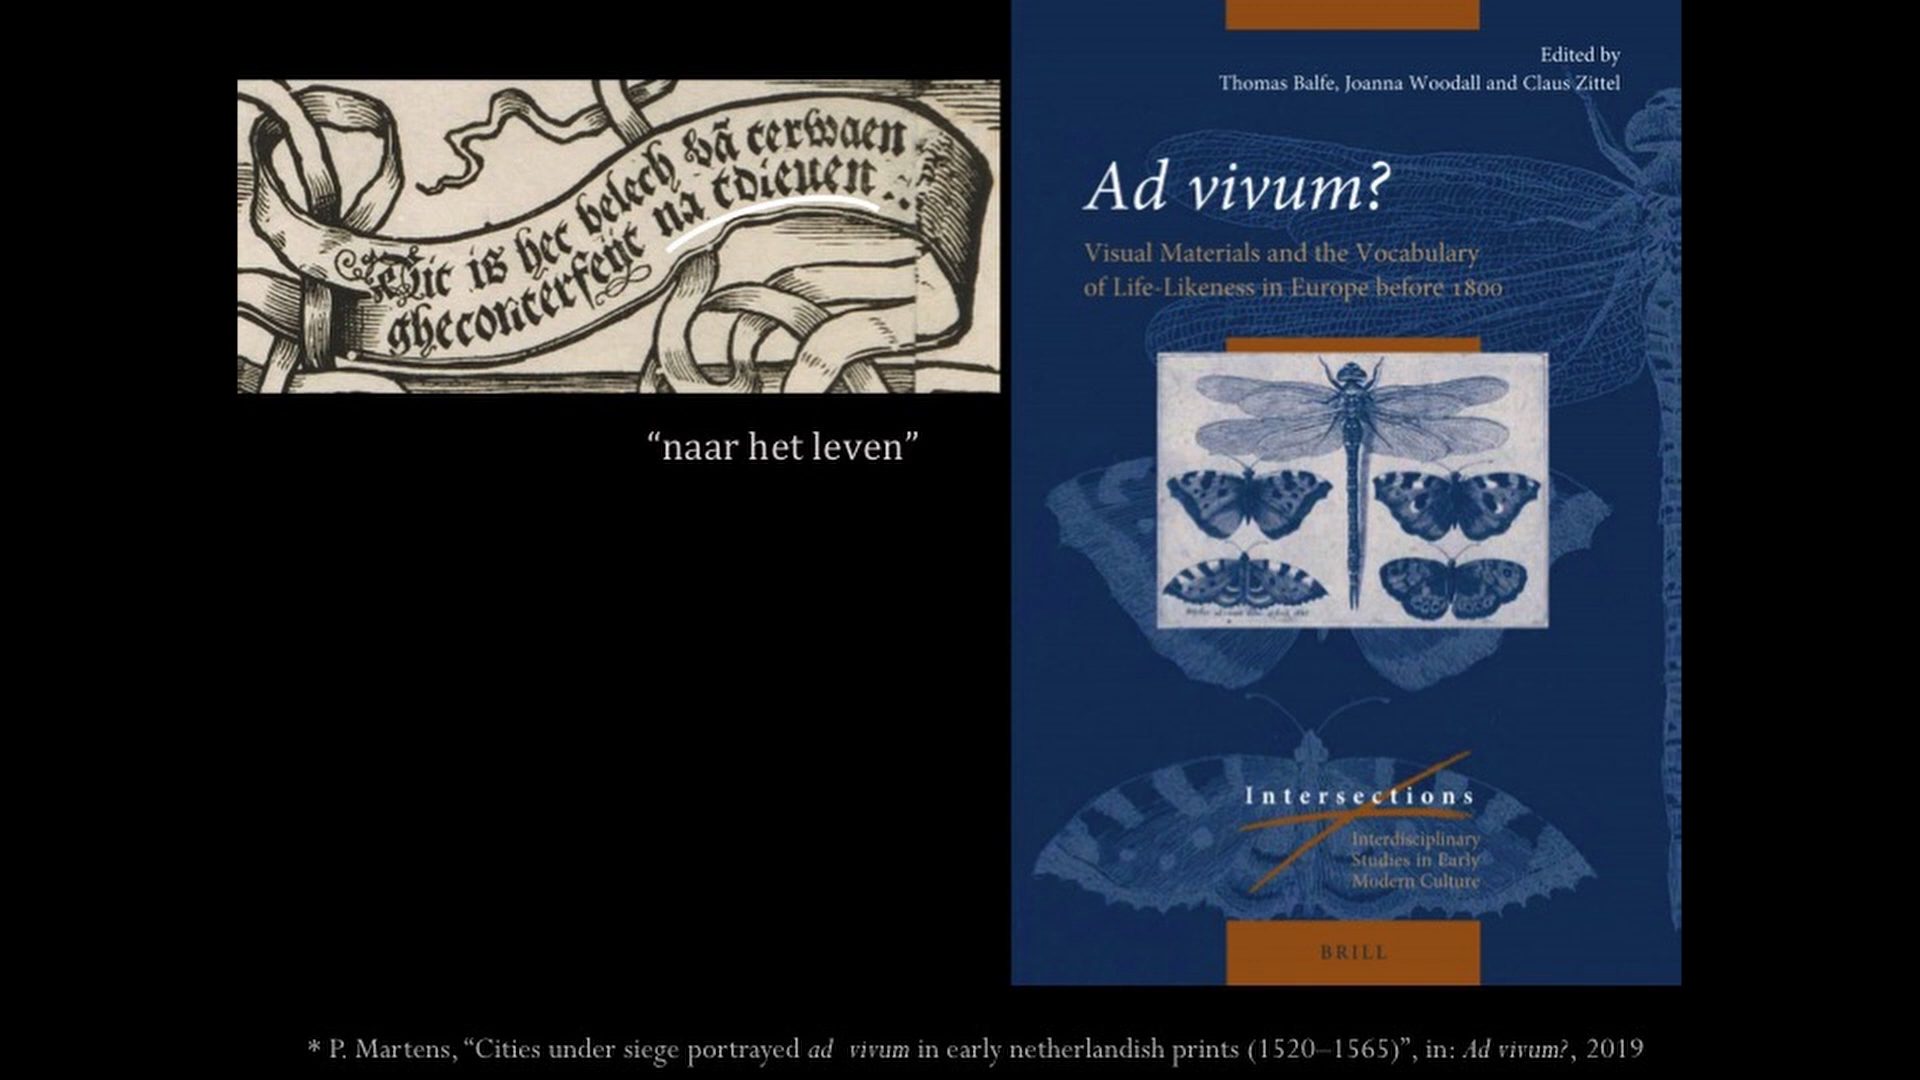 Dit is het belech vā terwaen
gheconterfeyt na tdieuen
“naar het leven”
Edited by
Thomas Balfe, Joanna Woodall and Claus Zittel
Ad vivum?
Visual Materials and the Vocabulary
of Life-Likeness in Europe before 1800
Intersections
Interdisciplinary
Studies in Early
Modern Culture
BRILL
* P. Martens, “Cities under siege portrayed ad vivum in early netherlandish prints (1520–1565)”, in: Ad vivum?, 2019